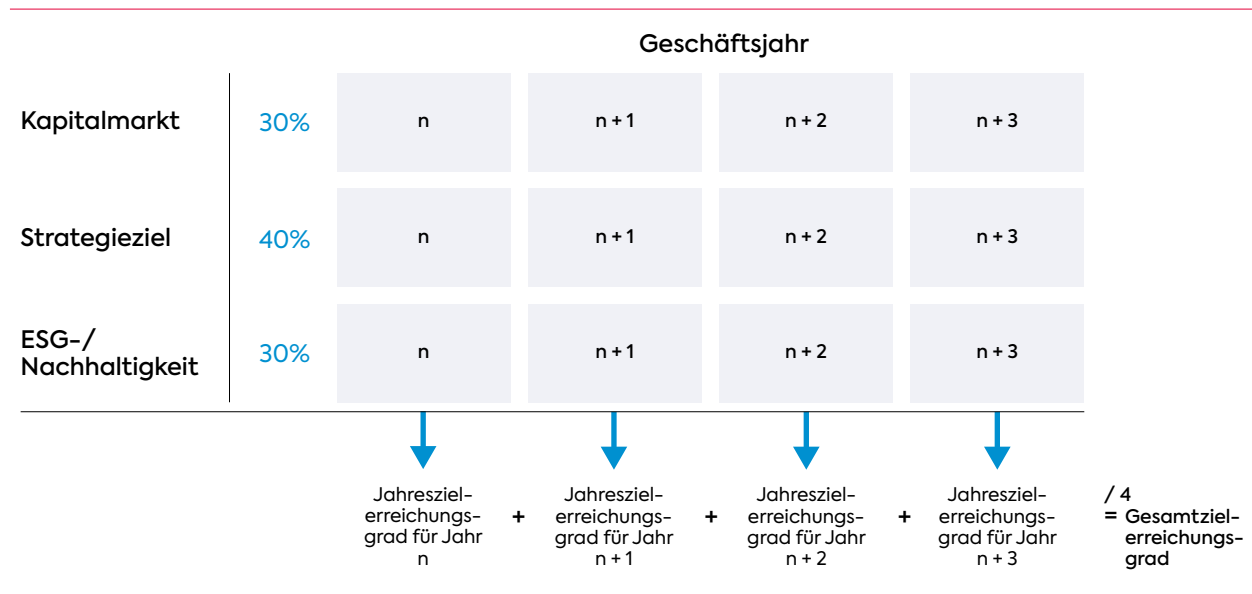 Geschäftsjahr
Kapitalmarkt 30% n n + 1 n + 2 n + 3
Strategieziel 40% n n + 1 n + 2 n + 3
ESG-/
Nachhaltigkeit 30% n n + 1 n + 2 n + 3
Jahresziel-
erreichungs-
grad für Jahr
n
+
Jahresziel-
erreichungs-
grad für Jahr
n + 1
+
Jahresziel-
erreichungs-
grad für Jahr
n + 2
+
Jahresziel-
erreichungs-
grad für Jahr
n + 3
/ 4
= Gesamtziel-
erreichungs-
grad